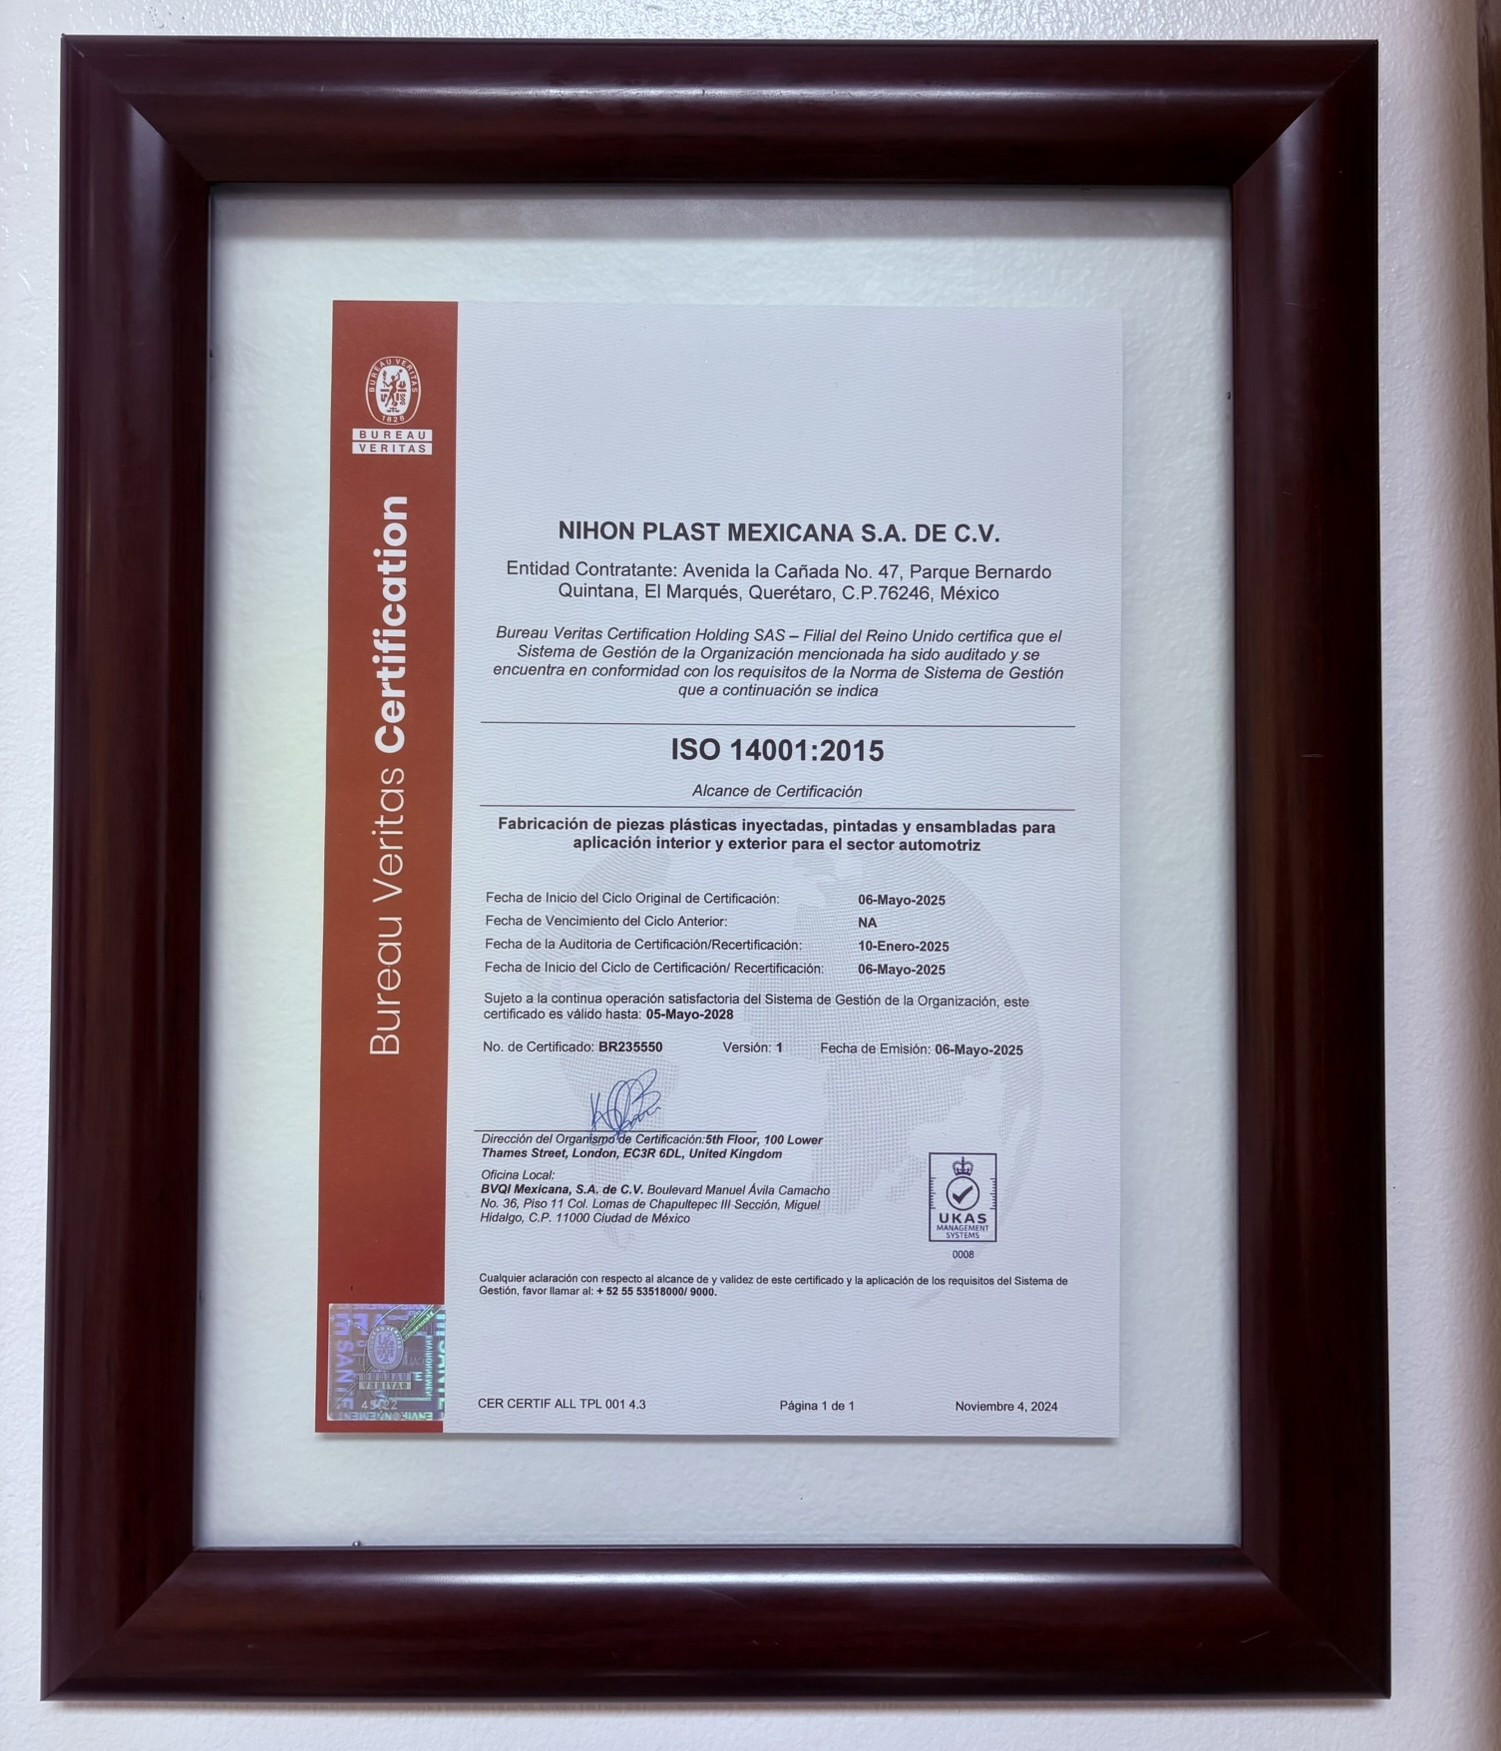 BUREAU VERITAS
1828
BUREAU
VERITAS
Bureau Veritas Certification
NIHON PLAST MEXICANA S.A. DE C.V.
Entidad Contratante: Avenida la Cañada No. 47, Parque Bernardo
Quintana, El Marqués, Querétaro, C.P.76246, México
Bureau Veritas Certification Holding SAS – Filial del Reino Unido certifica que el
Sistema de Gestión de la Organización mencionada ha sido auditado y se
encuentra en conformidad con los requisitos de la Norma de Sistema de Gestión
que a continuación se indica
ISO 14001:2015
Alcance de Certificación
Fabricación de piezas plásticas inyectadas, pintadas y ensambladas para
aplicación interior y exterior para el sector automotriz
Fecha de Inicio del Ciclo Original de Certificación: 06-Mayo-2025
Fecha de Vencimiento del Ciclo Anterior: NA
Fecha de la Auditoria de Certificación/Recertificación: 10-Enero-2025
Fecha de Inicio del Ciclo de Certificación/ Recertificación: 06-Mayo-2025
Sujeto a la continua operación satisfactoria del Sistema de Gestión de la Organización, este
certificado es válido hasta: 05-Mayo-2028
No. de Certificado: BR235550 Versión: 1 Fecha de Emisión: 06-Mayo-2025
Dirección del Organismo de Certificación:5th Floor, 100 Lower
Thames Street, London, EC3R 6DL, United Kingdom
Oficina Local:
BVQI Mexicana, S.A. de C.V. Boulevard Manuel Ávila Camacho
No. 36, Piso 11 Col. Lomas de Chapultepec III Sección, Miguel
Hidalgo, C.P. 11000 Ciudad de México
UKAS
MANAGEMENT
SYSTEMS
0008
Cualquier aclaración con respecto al alcance de y validez de este certificado y la aplicación de los requisitos del Sistema de
Gestión, favor llamar al: + 52 55 53518000/ 9000.
SANTE
BUREAU
VERITAS
CER CERTIF ALL TPL 001 4.3 Página 1 de 1 Noviembre 4, 2024